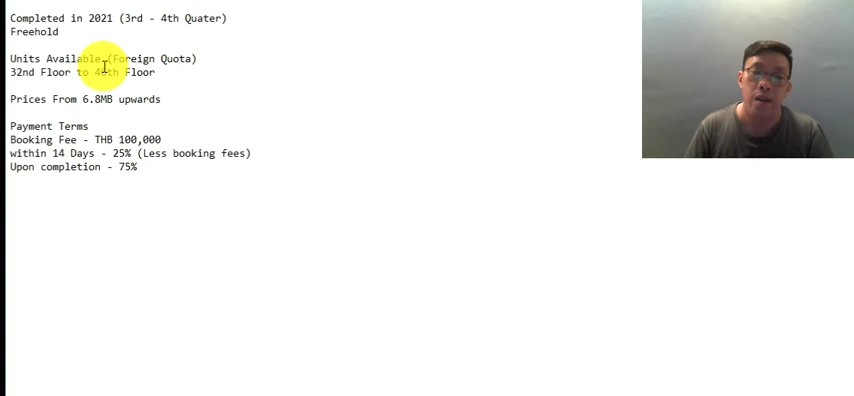 Completed in 2021 (3rd - 4th Quater)
Freehold
Units Available (Foreign Quota)
32nd Floor to Floor
Prices From 6.8MB upwards
Payment Terms
Booking Fee - THB 100,000
within 14 Days - 25% (Less booking fees)
Upon completion - 75%